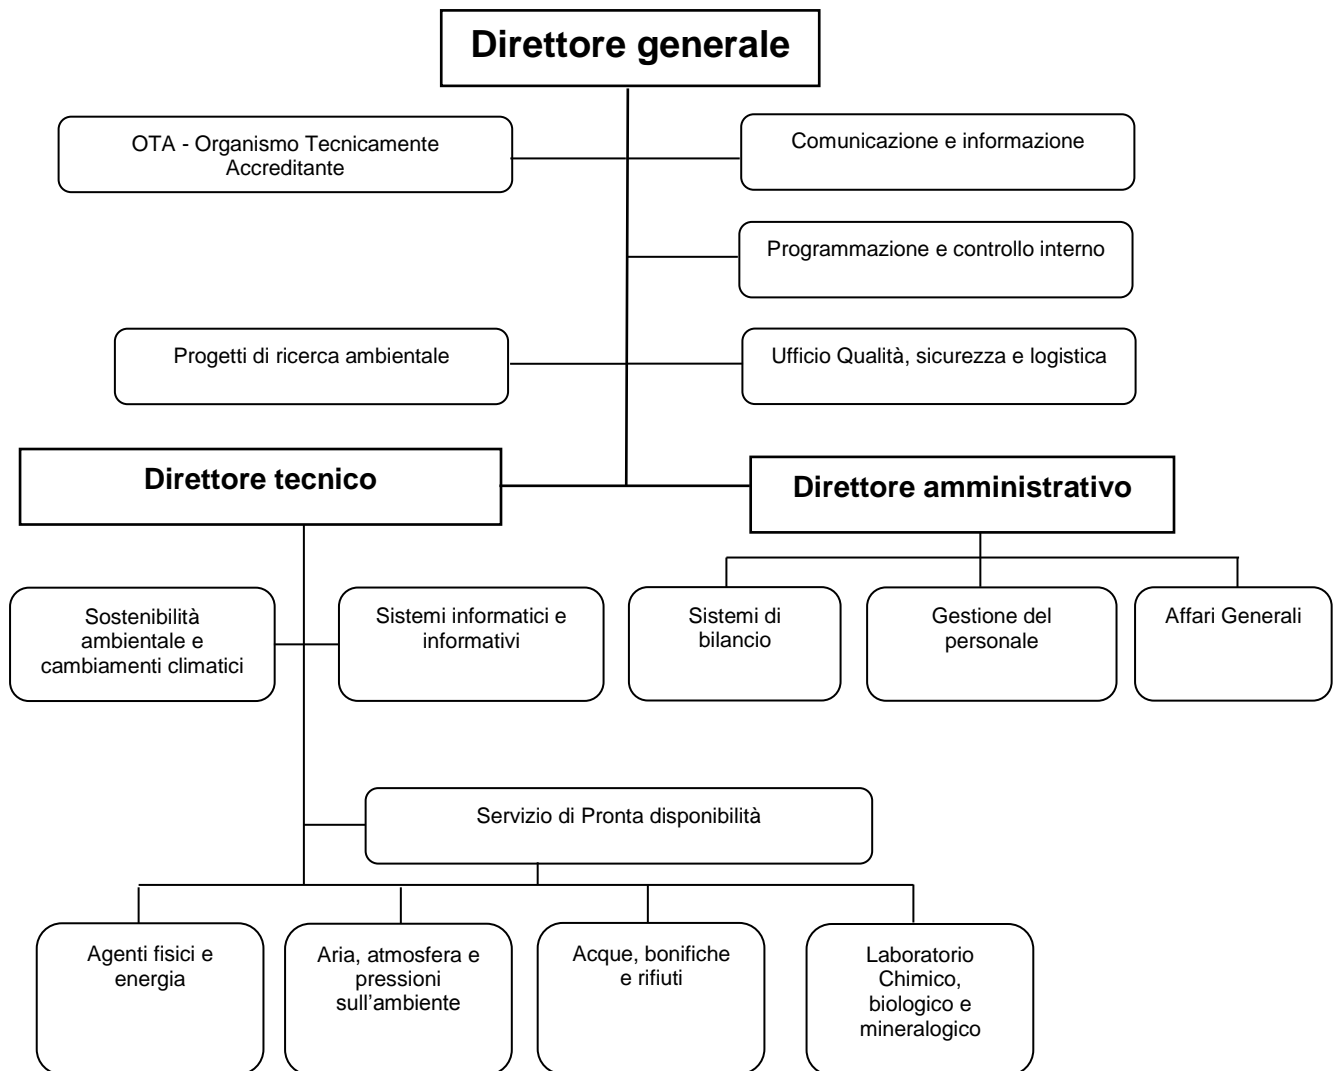 Direttore generale
OTA - Organismo Tecnicamente
Accreditante
Comunicazione e informazione
Programmazione e controllo interno
Progetti di ricerca ambientale
Ufficio Qualità, sicurezza e logistica
Direttore tecnico
Direttore amministrativo
Sostenibilità
ambientale e
cambiamenti climatici
Sistemi informatici e
informativi
Sistemi di
bilancio
Gestione del
personale
Affari Generali
Servizio di Pronta disponibilità
Agenti fisici e
energia
Aria, atmosfera e
pressioni
sull’ambiente
Acque, bonifiche
e rifiuti
Laboratorio
Chimico,
biologico e
mineralogico